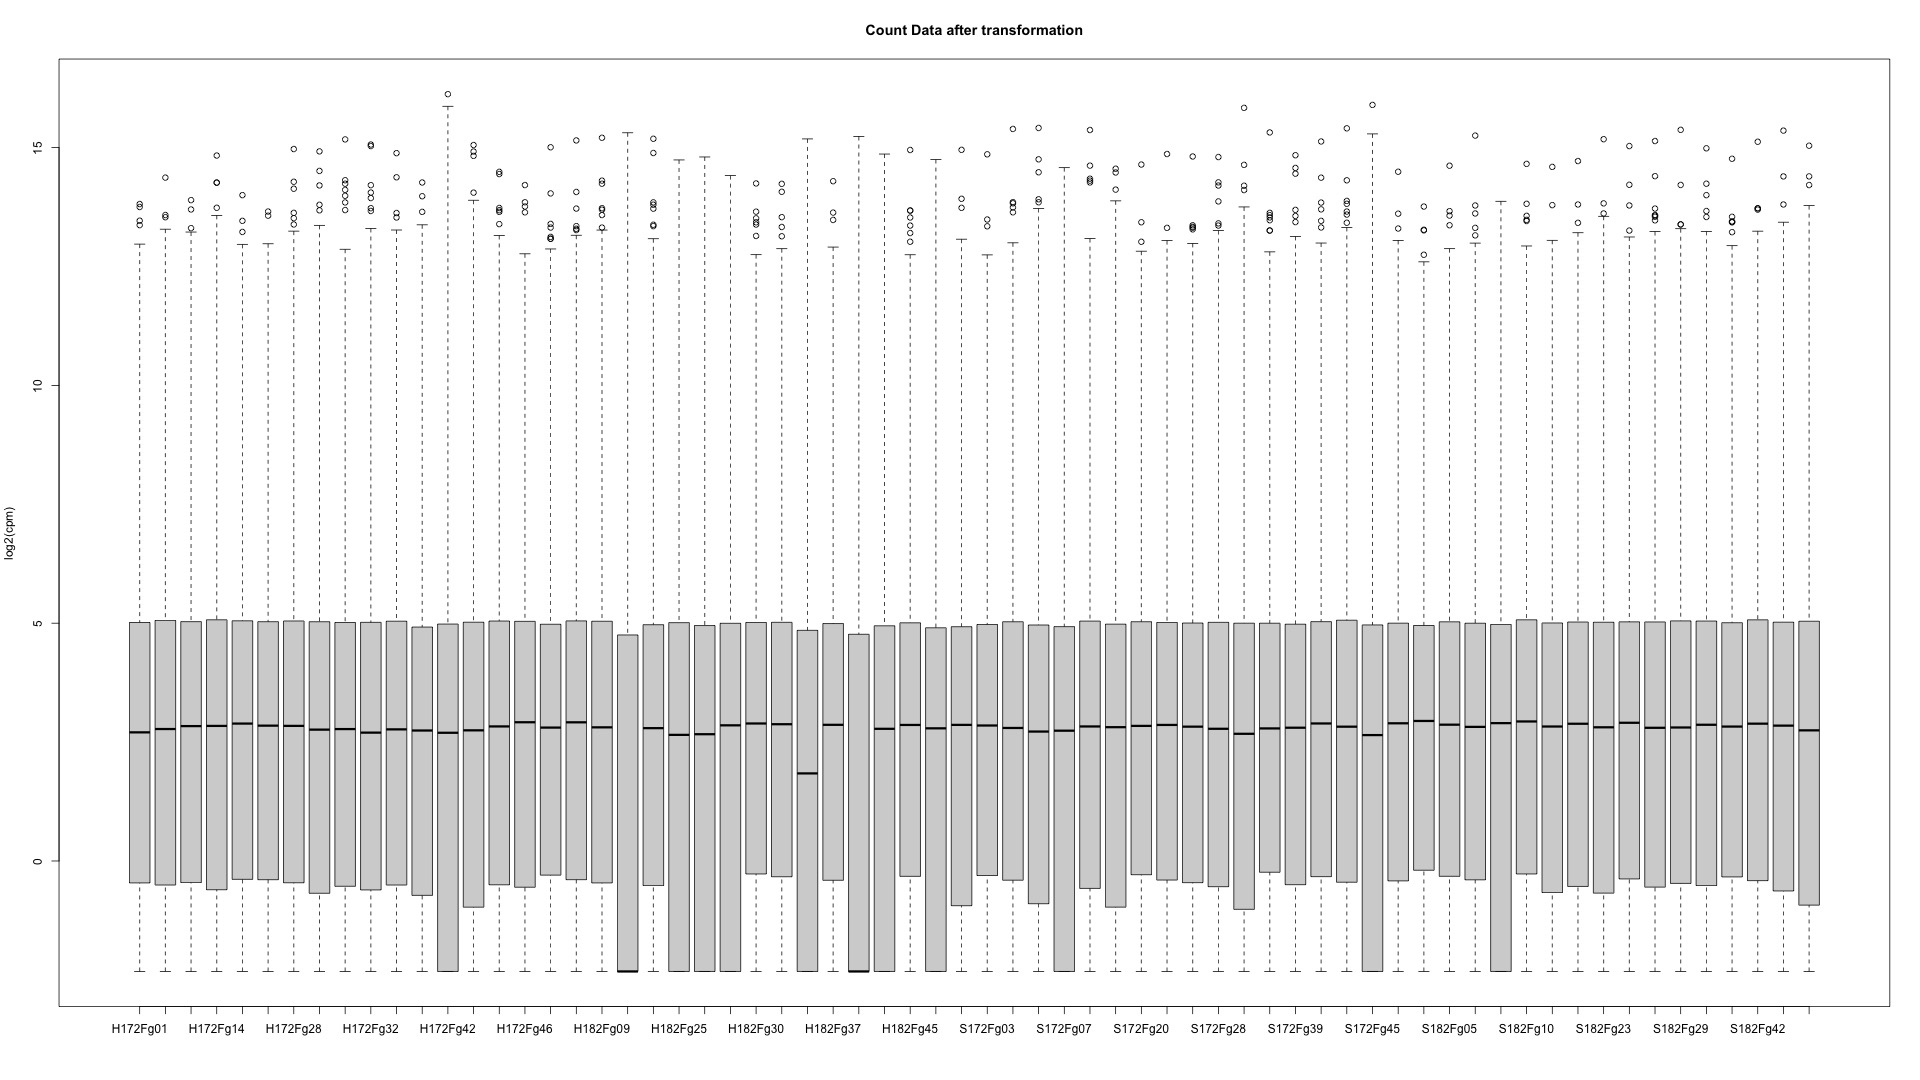 Count Data after transformation
15
10
5
0
log2(cpm)
H172Fg01 H172Fg14 H172Fg28 H172Fg32 H172Fg42 H172Fg46 H182Fg09 H182Fg25 H182Fg30 H182Fg37 H182Fg45 S172Fg03 S172Fg07 S172Fg20 S172Fg28 S172Fg39 S172Fg45 S182Fg05 S182Fg10 S182Fg23 S182Fg29 S182Fg42